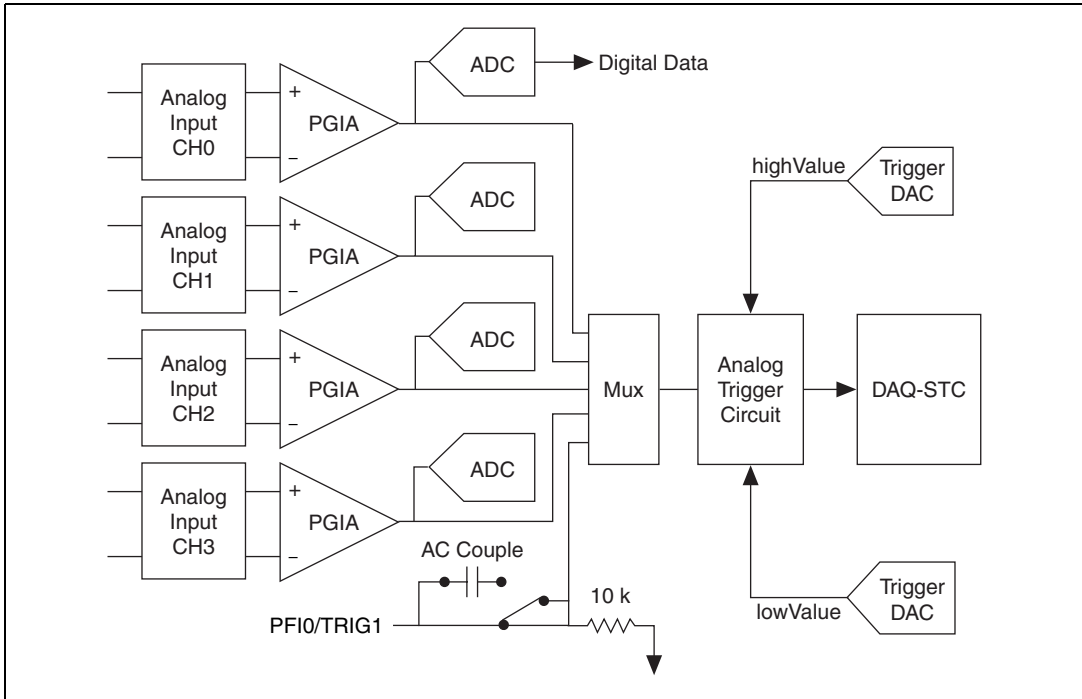 ADC
Digital Data
Analog
Input
CH0
+
−
PGIA
ADC
Analog
Input
CH1
+
−
PGIA
highValue
Trigger
DAC
ADC
Analog
Input
CH2
+
−
PGIA
Mux
Analog
Trigger
Circuit
DAQ-STC
ADC
Analog
Input
CH3
+
−
PGIA
AC Couple
PFI0/TRIG1
10 k
lowValue
Trigger
DAC